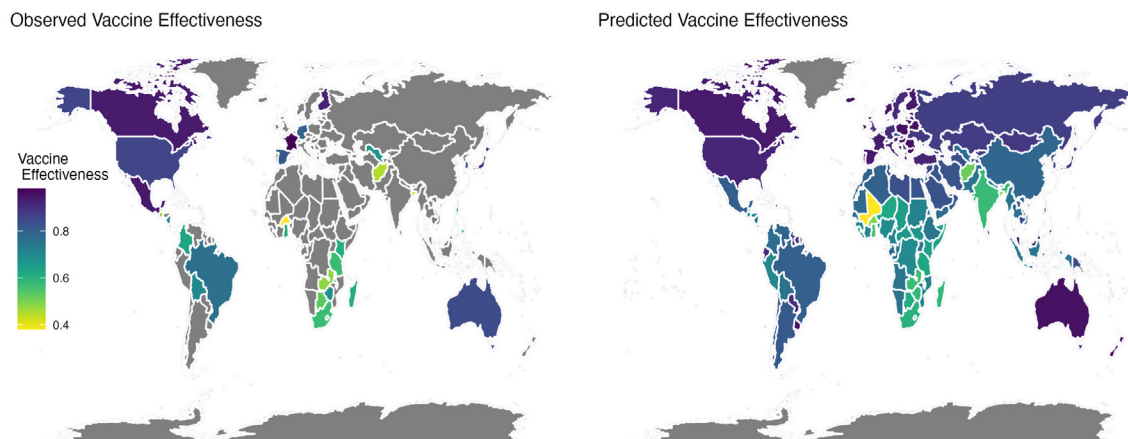 Observed Vaccine Effectiveness
Predicted Vaccine Effectiveness
Vaccine
Effectiveness
0.8
0.6
0.4